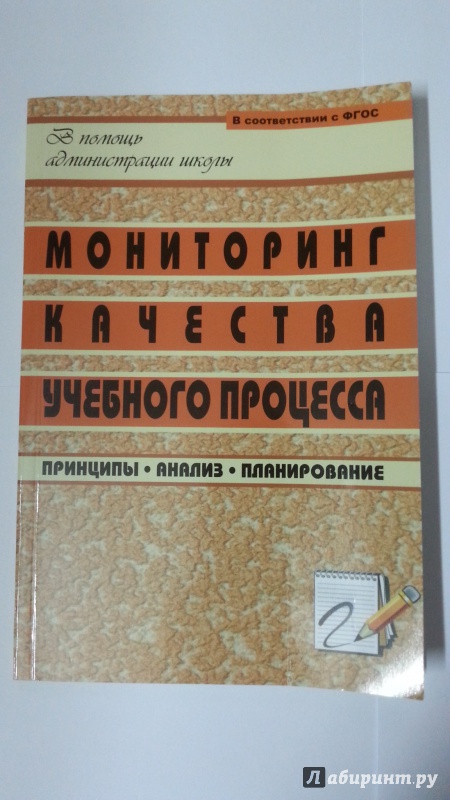 В соответствии с ФГОС
В помощь
администрации школы
МОНИТОРИНГ
КАЧЕСТВА
УЧЕБНОГО ПРОЦЕССА
ПРИНЦИПЫ • АНАЛИЗ • ПЛАНИРОВАНИЕ
Лабиринт.ру